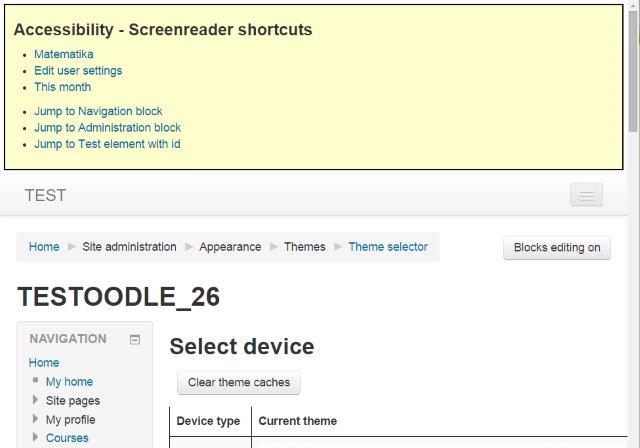 Accessibility - Screenreader shortcuts
Matematika
Edit user settings
This month
Jump to Navigation block
Jump to Administration block
Jump to Test element with id
TEST
Home ► Site administration ► Appearance ► Themes ► Theme selector
Blocks editing on
TESTOODLE_26
NAVIGATION
Home
My home
Site pages
My profile
Courses
Select device
Clear theme caches
Device type Current theme